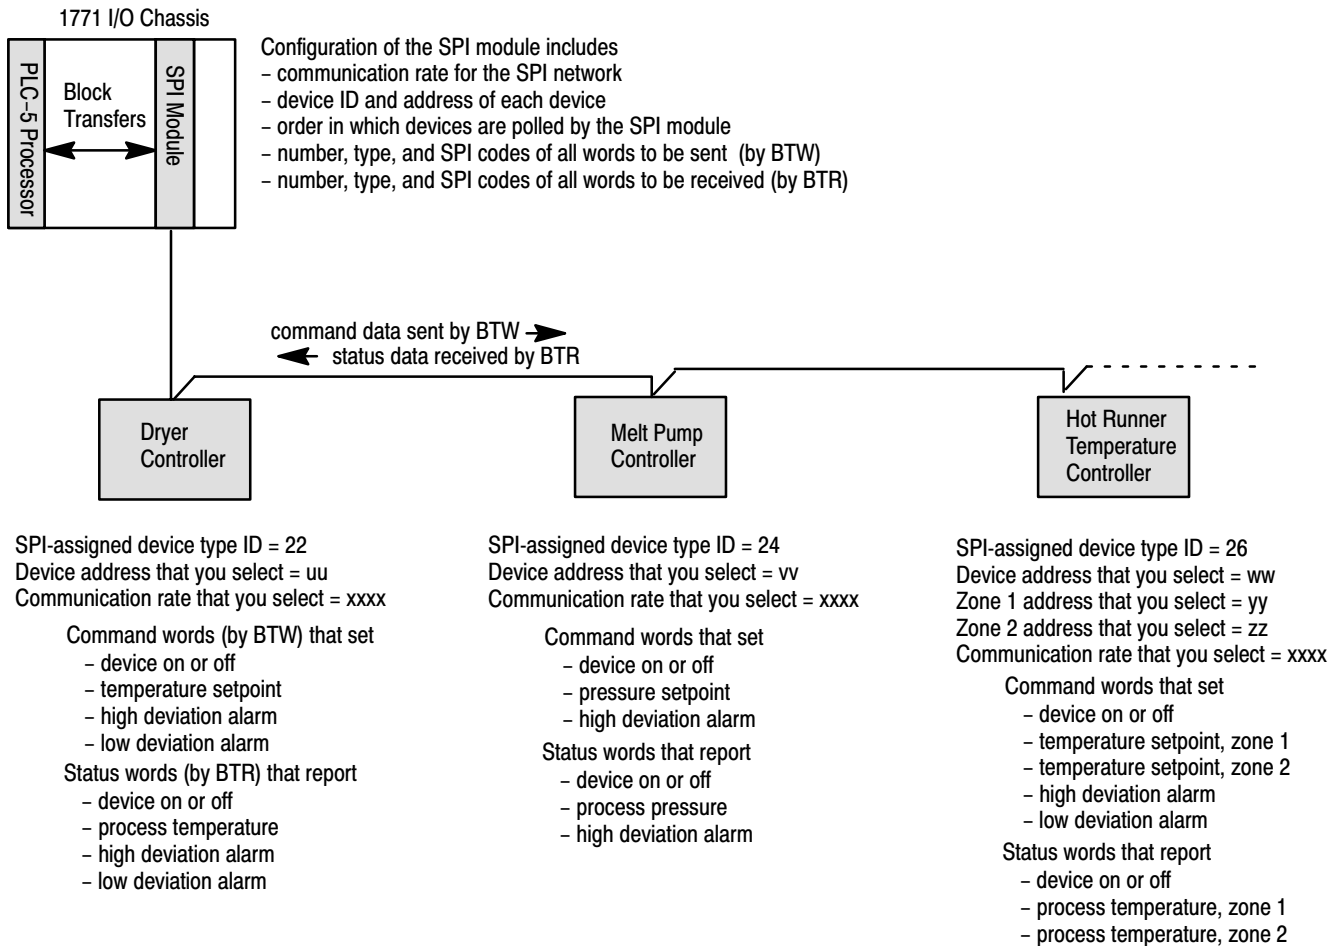 1771 I/O Chassis
PLC–5 Processor
Block
Transfers
SPI Module
Configuration of the SPI module includes
– communication rate for the SPI network
– device ID and address of each device
– order in which devices are polled by the SPI module
– number, type, and SPI codes of all words to be sent (by BTW)
– number, type, and SPI codes of all words to be received (by BTR)
command data sent by BTW
status data received by BTR
Dryer
Controller
Melt Pump
Controller
Hot Runner
Temperature
Controller
SPI-assigned device type ID = 22
Device address that you select = uu
Communication rate that you select = xxxx
Command words (by BTW) that set
– device on or off
– temperature setpoint
– high deviation alarm
– low deviation alarm
Status words (by BTR) that report
– device on or off
– process temperature
– high deviation alarm
– low deviation alarm
SPI-assigned device type ID = 24
Device address that you select = vv
Communication rate that you select = xxxx
Command words that set
– device on or off
– pressure setpoint
– high deviation alarm
Status words that report
– device on or off
– process pressure
– high deviation alarm
SPI-assigned device type ID = 26
Device address that you select = ww
Zone 1 address that you select = yy
Zone 2 address that you select = zz
Communication rate that you select = xxxx
Command words that set
– device on or off
– temperature setpoint, zone 1
– temperature setpoint, zone 2
– high deviation alarm
– low deviation alarm
Status words that report
– device on or off
– process temperature, zone 1
– process temperature, zone 2